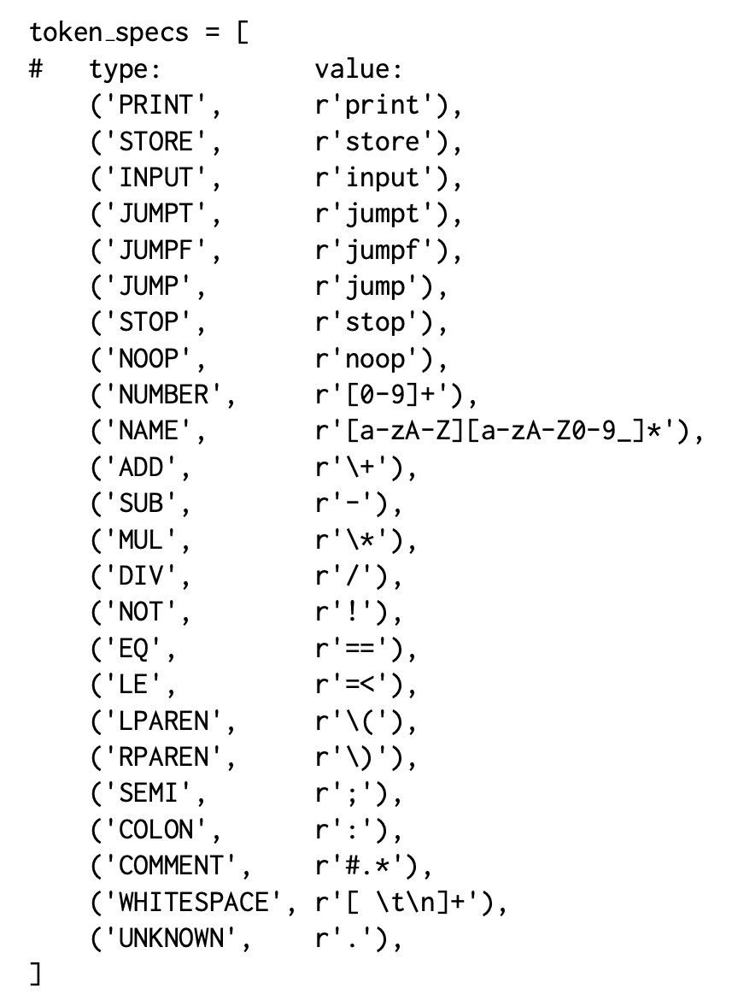 token_specs = [
#   type:          value:
    ('PRINT',      r'print'),
    ('STORE',      r'store'),
    ('INPUT',      r'input'),
    ('JUMPT',      r'jumpt'),
    ('JUMPF',      r'jumpf'),
    ('JUMP',       r'jump'),
    ('STOP',       r'stop'),
    ('NOOP',       r'noop'),
    ('NUMBER',     r'[0-9]+'),
    ('NAME',       r'[a-zA-Z][a-zA-Z0-9_]*'),
    ('ADD',        r'\+'),
    ('SUB',        r'-'),
    ('MUL',        r'\*'),
    ('DIV',        r'/'),
    ('NOT',        r'!'),
    ('EQ',         r'=='),
    ('LE',         r'=<'),
    ('LPAREN',     r'\('),
    ('RPAREN',     r'\)'),
    ('SEMI',       r';'),
    ('COLON',      r':'),
    ('COMMENT',    r'#.*'),
    ('WHITESPACE', r'[ \t\n]+'),
    ('UNKNOWN',    r'.'),
]